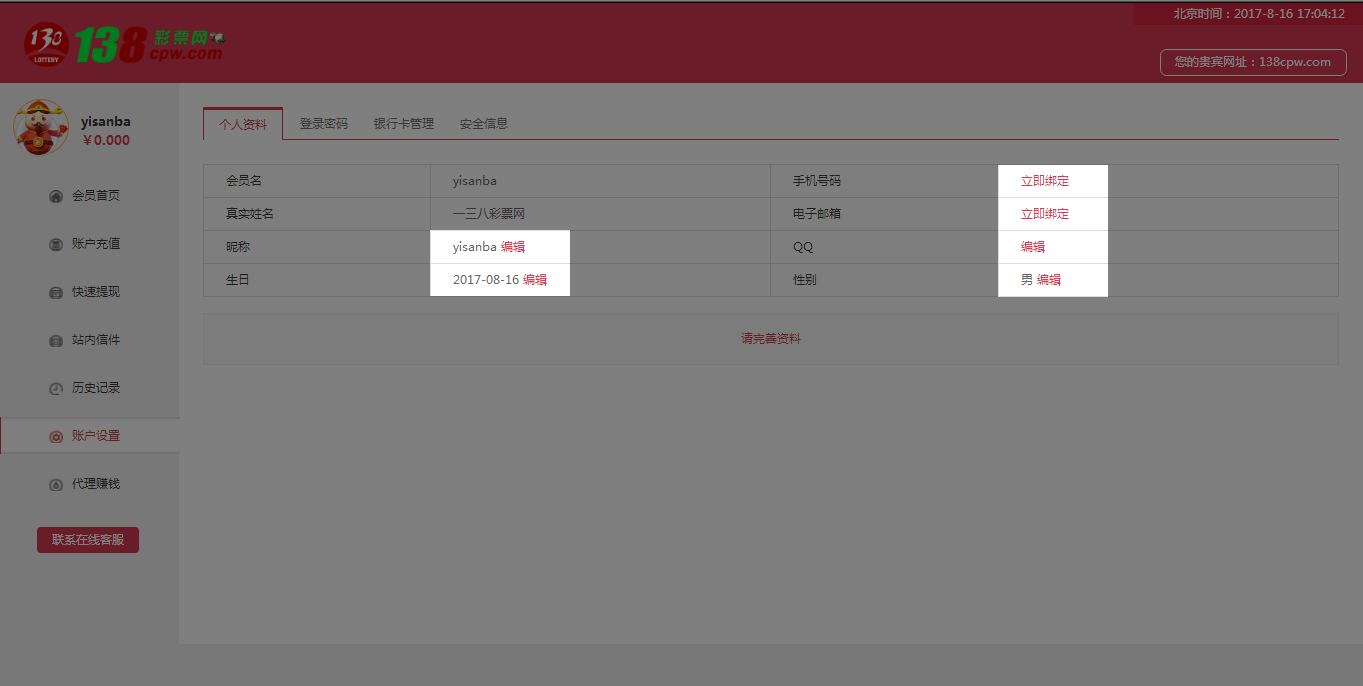 北京时间：2017-8-16 17:04:12
138 LOTTERY 138 彩票网 cpw.com
您的贵宾网址：138cpw.com
yisanba
￥0.000
会员首页
账户充值
快速提现
站内信件
历史记录
账户设置
代理赚钱
联系在线客服
个人资料 登录密码 银行卡管理 安全信息
会员名 yisanba 手机号码 立即绑定
真实姓名 一三八彩票网 电子邮箱 立即绑定
昵称 yisanba 编辑 QQ 编辑
生日 2017-08-16 编辑 性别 男 编辑
请完善资料